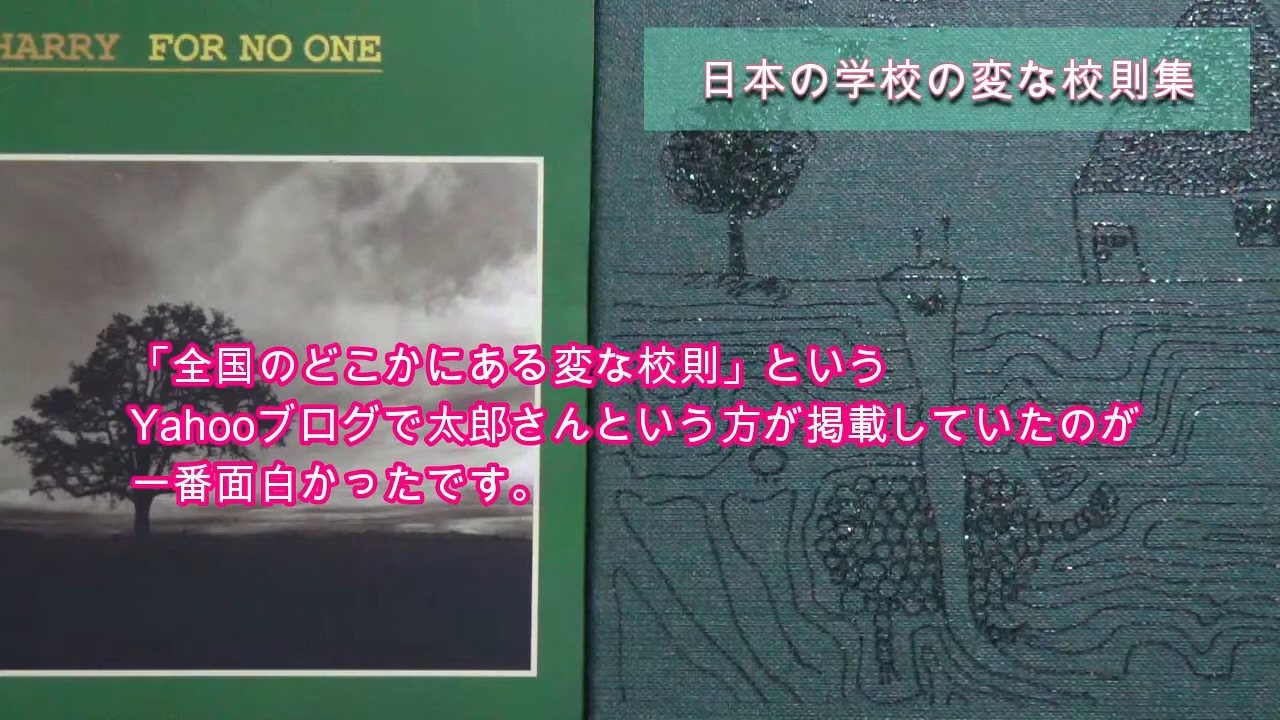 HARRY FOR NO ONE
日本の学校の変な校則集
「全国のどこかにある変な校則」という
Yahooブログで太郎さんという方が掲載していたのが
一番面白かったです。